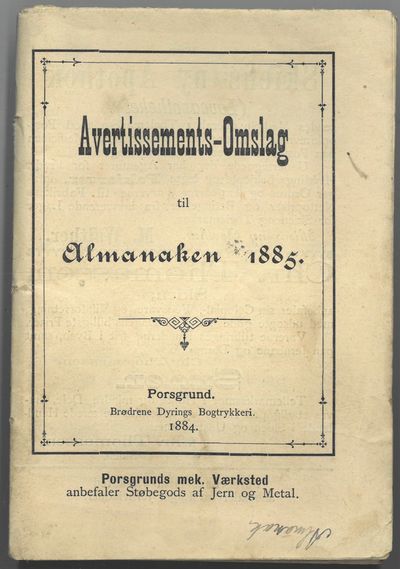 Avertissements-Omslag
til
Almanaken 1885.
Porsgrund.
Brødrene Dyrings Bogtrykkeri.
1884.
Porsgrunds mek. Værksted
anbefaler Støbegods af Jern og Metal.
Almanak